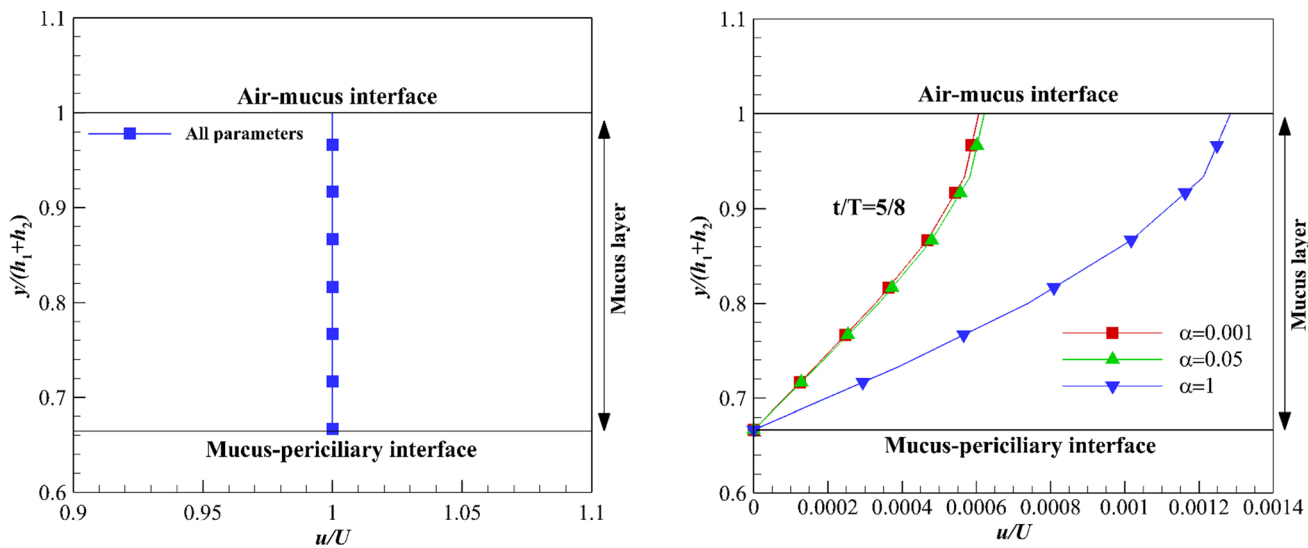 1.1
Air-mucus interface
1
All parameters
0.9
y/(h₁+h₂)
Mucus layer
0.8
0.7
Mucus-periciliary interface
0.6
0.9
0.95
1
1.05
1.1
u/U
1.1
Air-mucus interface
1
t/T=5/8
0.9
y/(h₁+h₂)
Mucus layer
0.8
α=0.001
α=0.05
α=1
0.7
Mucus-periciliary interface
0.6
0
0.0002
0.0004
0.0006
0.0008
0.001
0.0012
0.0014
u/U